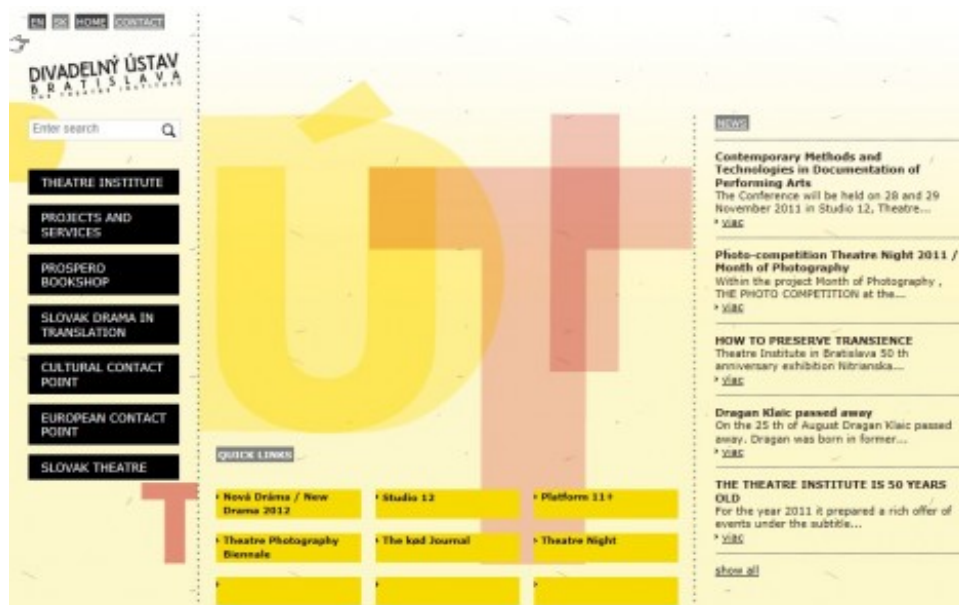 EN SK HOME CONTACT
DIVADELNÝ ÚSTAV
BRATISLAVA
THE THEATRE INSTITUTE
Enter search
THEATRE INSTITUTE
PROJECTS AND
SERVICES
PROSPERO
BOOKSHOP
SLOVAK DRAMA IN
TRANSLATION
CULTURAL CONTACT
POINT
EUROPEAN CONTACT
POINT
SLOVAK THEATRE
QUICK LINKS
Nová Dráma / New
Drama 2012
Studio 12
Platform 11+
Theatre Photography
Biennale
The kød Journal
Theatre Night
NEWS
Contemporary Methods and
Technologies in Documentation of
Performing Arts
The Conference will be held on 28 and 29
November 2011 in Studio 12, Theatre...
viac
Photo-competition Theatre Night 2011 /
Month of Photography
Within the project Month of Photography ,
THE PHOTO COMPETITION at the...
viac
HOW TO PRESERVE TRANSIENCE
Theatre Institute in Bratislava 50 th
anniversary exhibition Nitrianska...
viac
Dragan Klaic passed away
On the 25 th of August Dragan Klaic passed
away. Dragan was born in former...
viac
THE THEATRE INSTITUTE IS 50 YEARS
OLD
For the year 2011 it prepared a rich offer of
events under the subtitle...
viac
show all